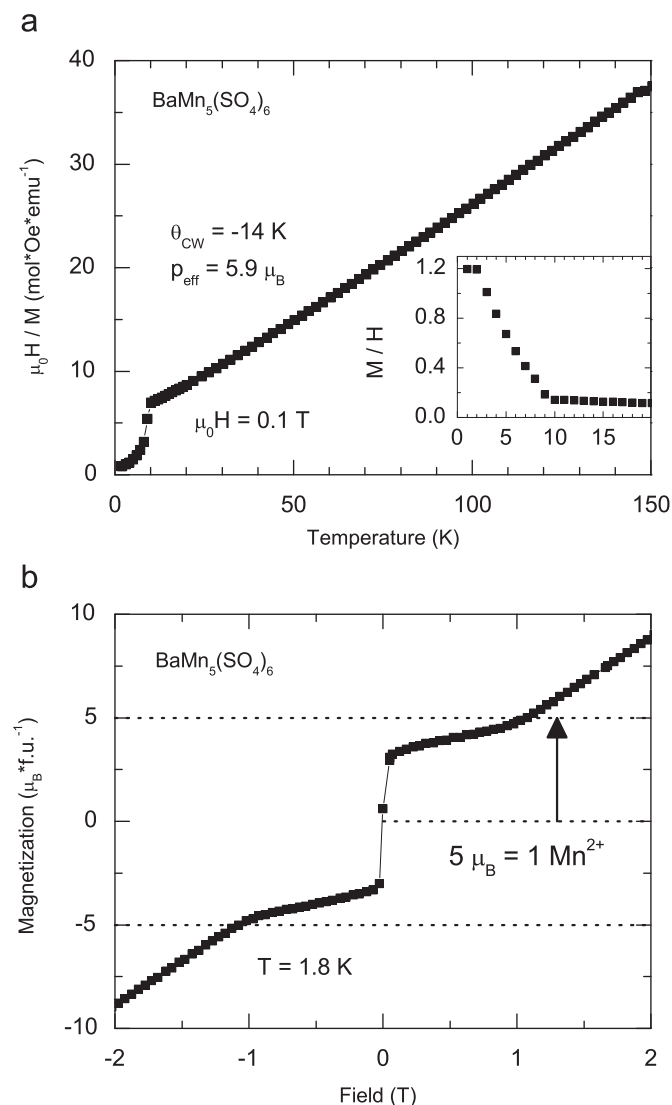 a
40
30
20
10
0
BaMn₅(SO₄)₆
θCW = -14 K
peff = 5.9 μB
μ₀H = 0.1 T
μ₀H / M (mol*Oe*emu⁻¹)
1.2
0.8
0.4
0.0
M / H
0 5 10 15
0 50 100 150
Temperature (K)
b
10
5
0
-5
-10
BaMn₅(SO₄)₆
Magnetization (μB*f.u.⁻¹)
5 μB = 1 Mn²⁺
T = 1.8 K
-2 -1 0 1 2
Field (T)